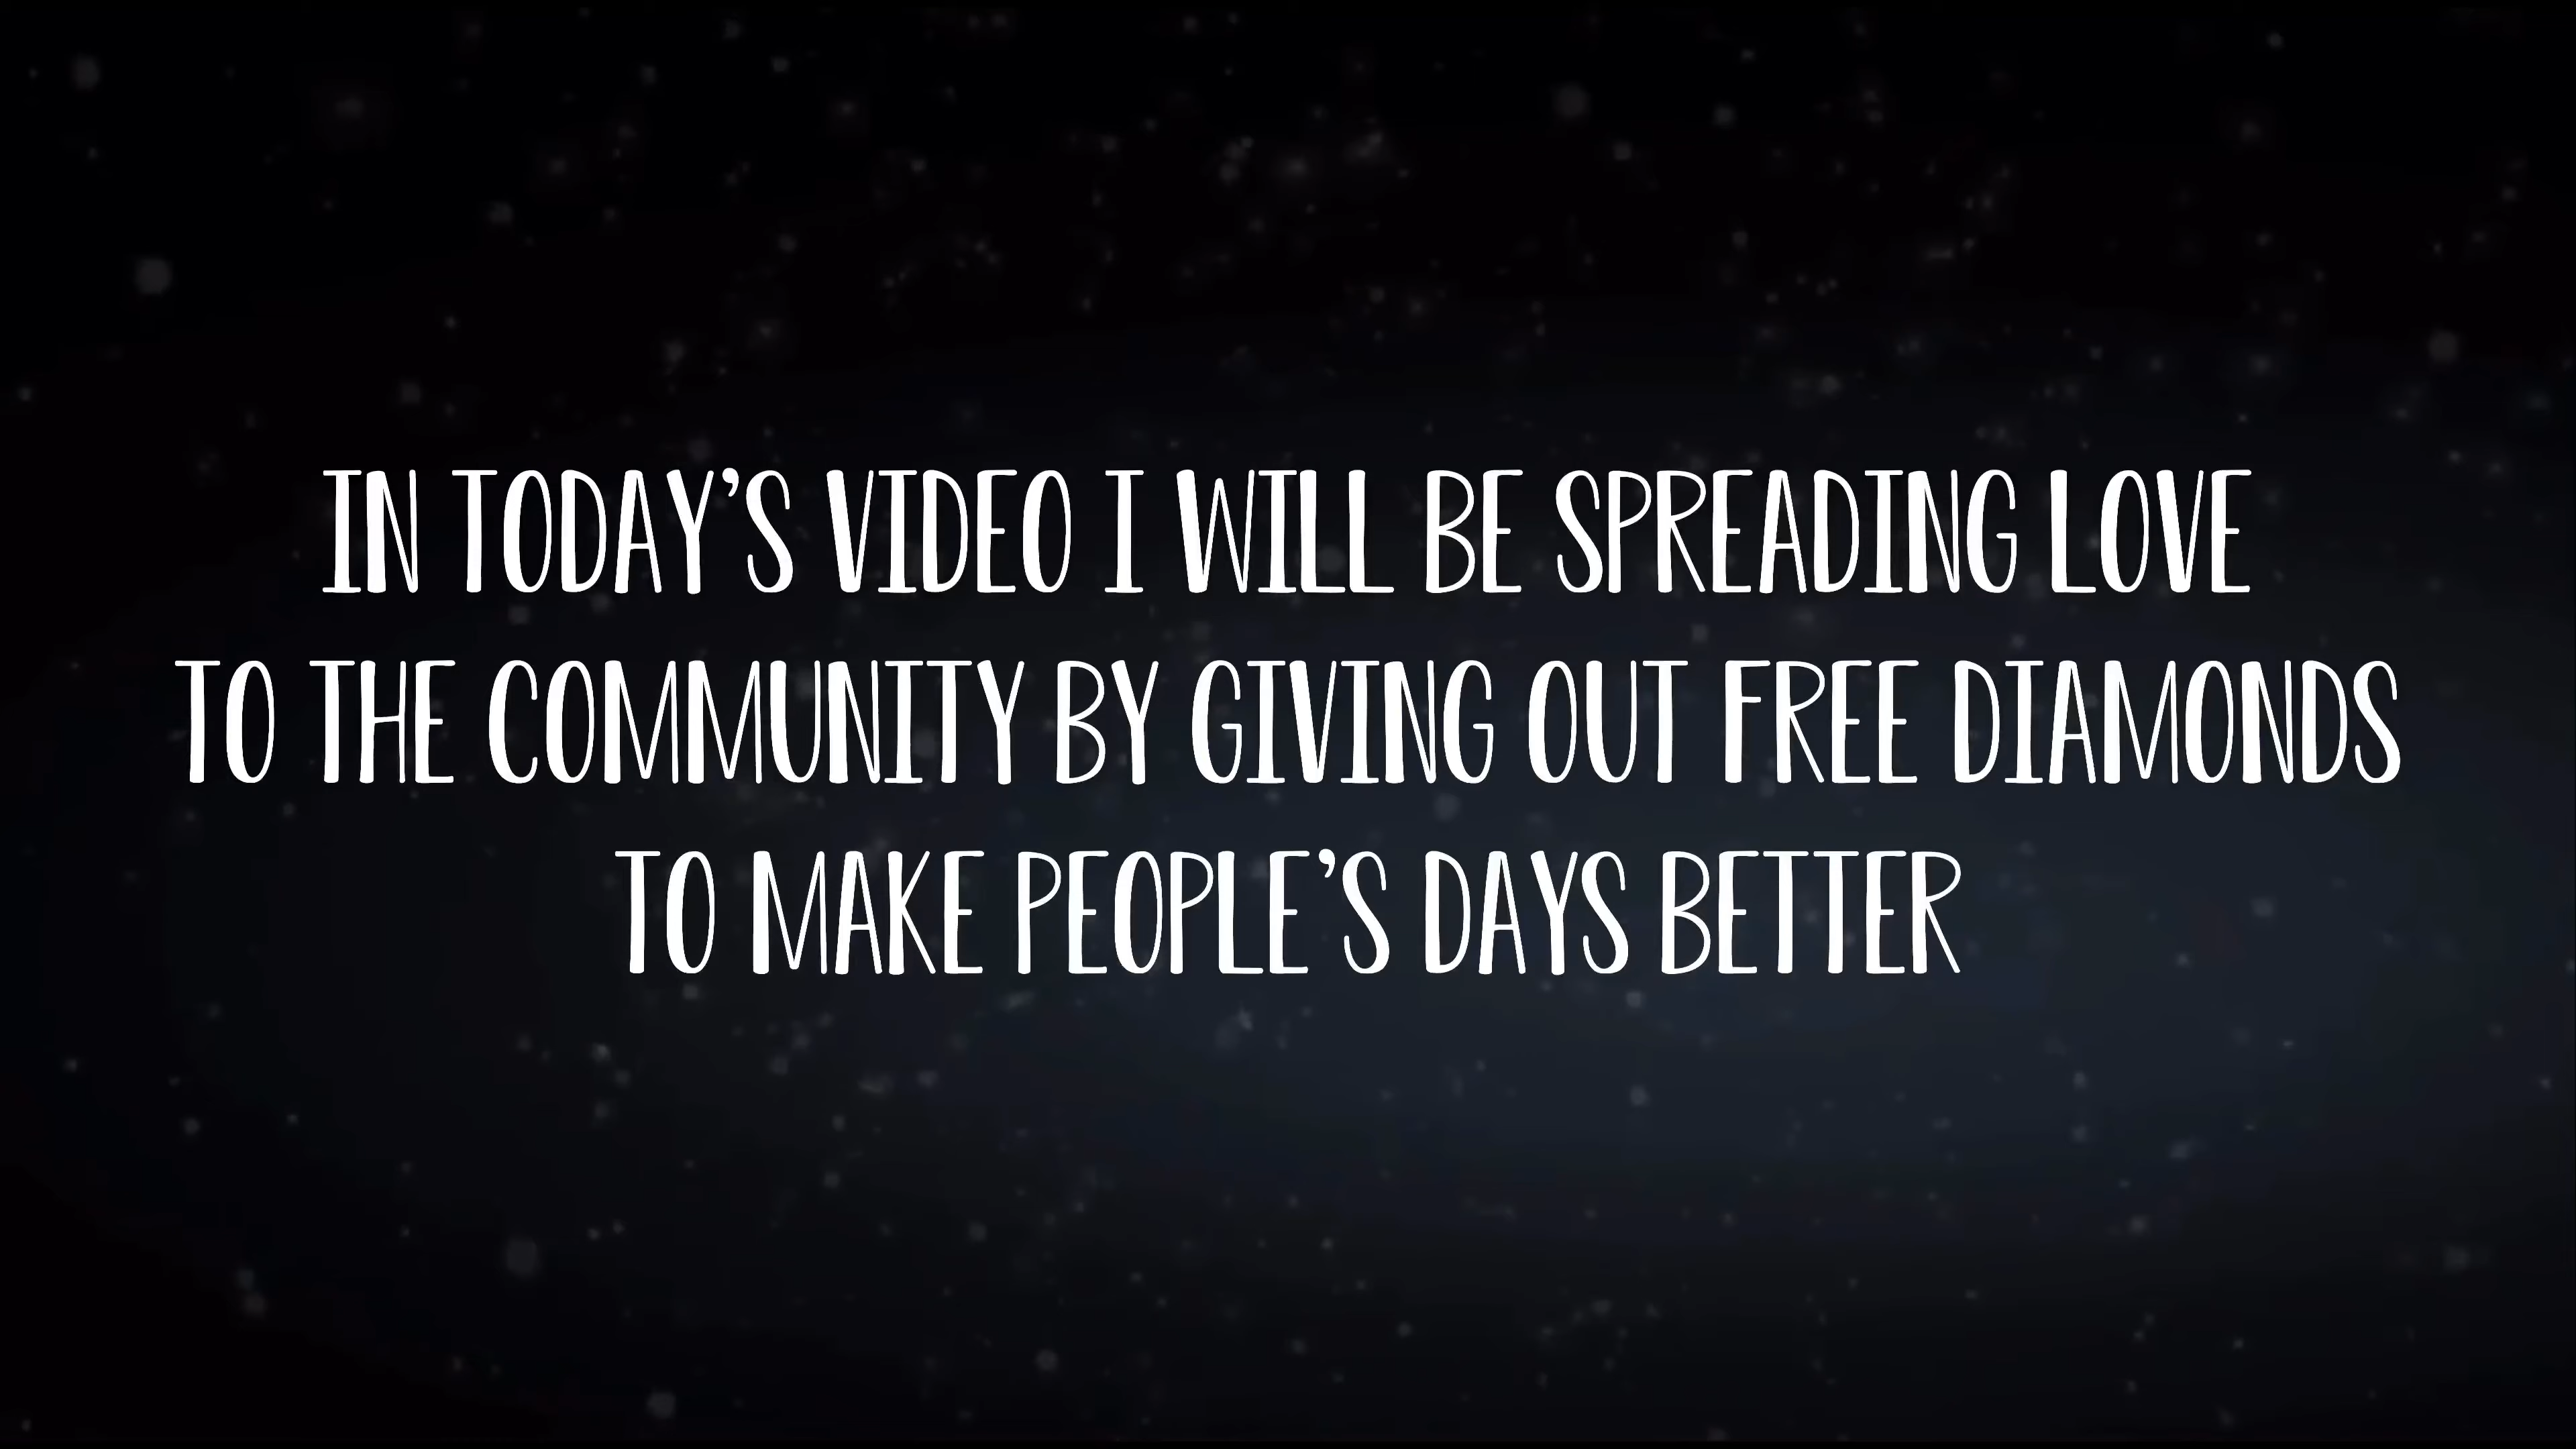 IN TODAY'S VIDEO I WILL BE SPREADING LOVE
TO THE COMMUNITY BY GIVING OUT FREE DIAMONDS
TO MAKE PEOPLE'S DAYS BETTER